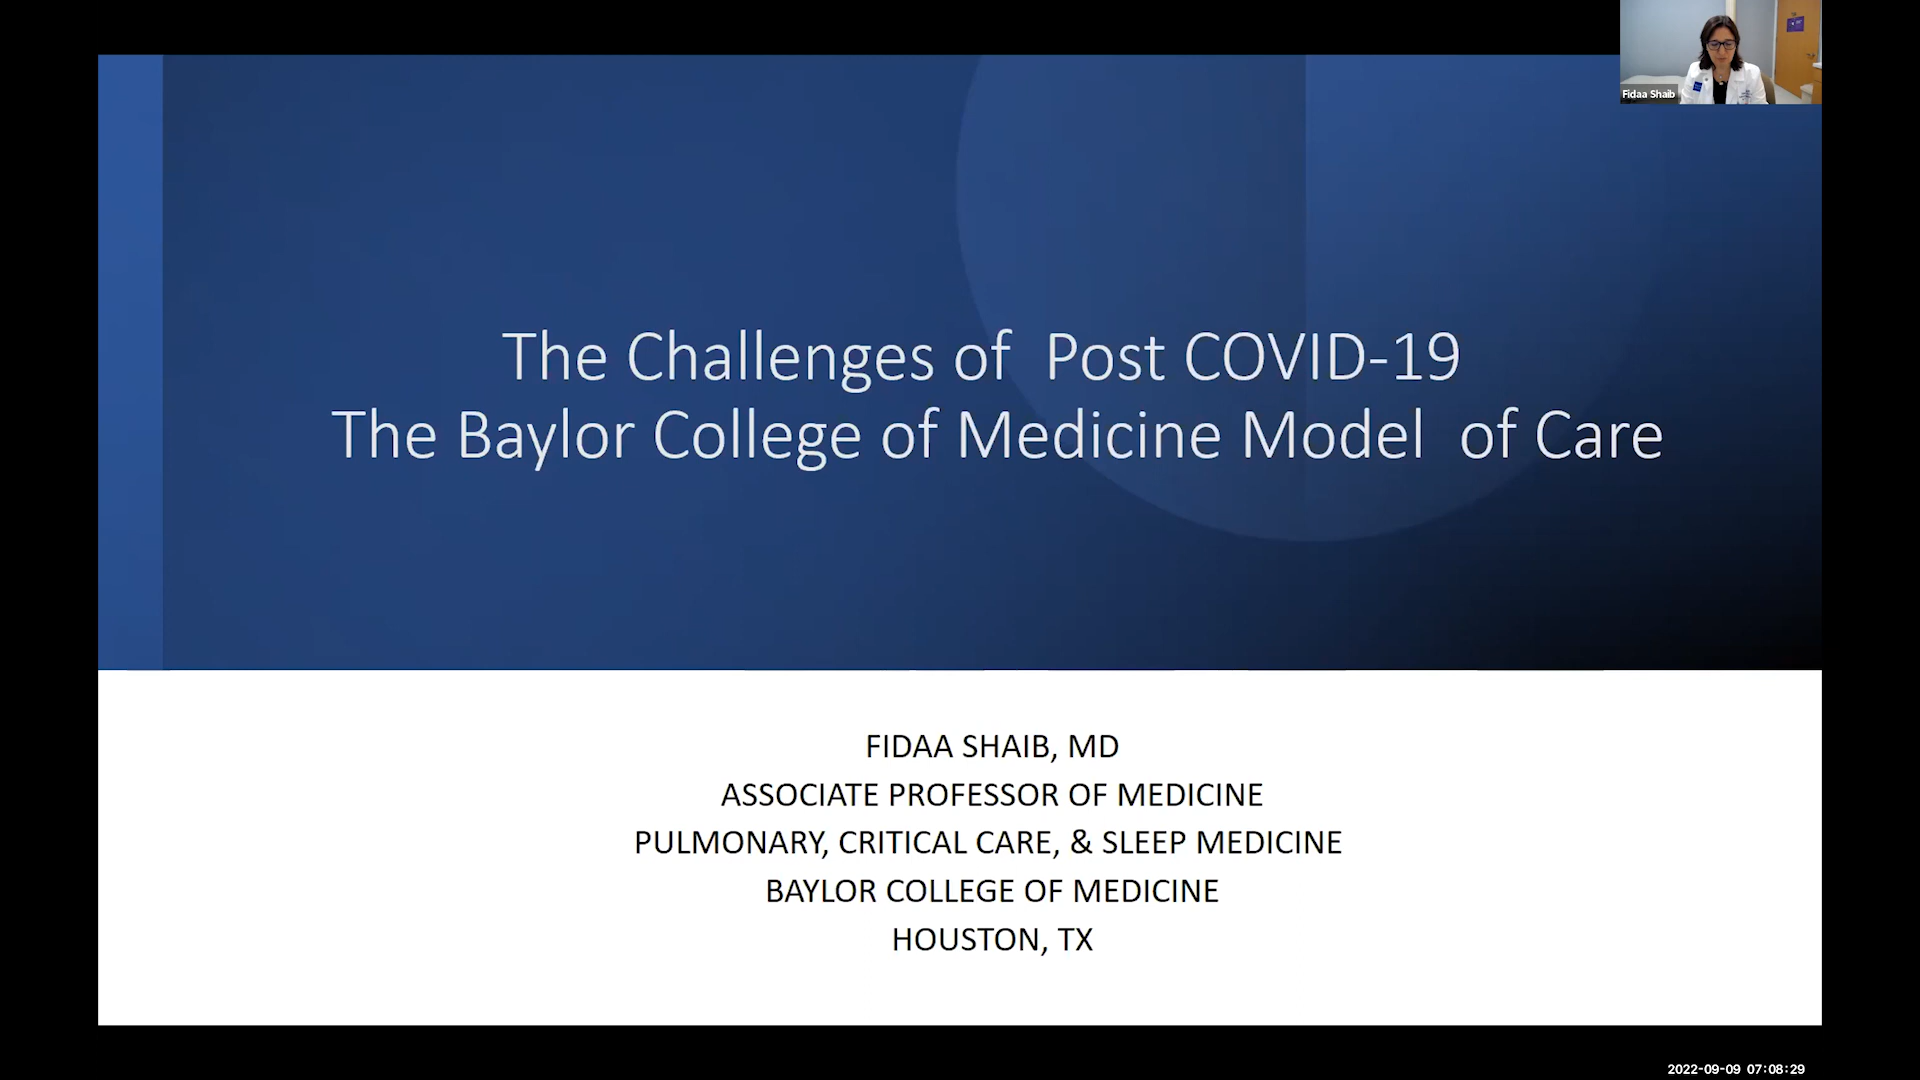 Fidaa Shaib
The Challenges of Post COVID-19
The Baylor College of Medicine Model of Care
FIDAA SHAIB, MD
ASSOCIATE PROFESSOR OF MEDICINE
PULMONARY, CRITICAL CARE, & SLEEP MEDICINE
BAYLOR COLLEGE OF MEDICINE
HOUSTON, TX
2022-09-09 07:08:29